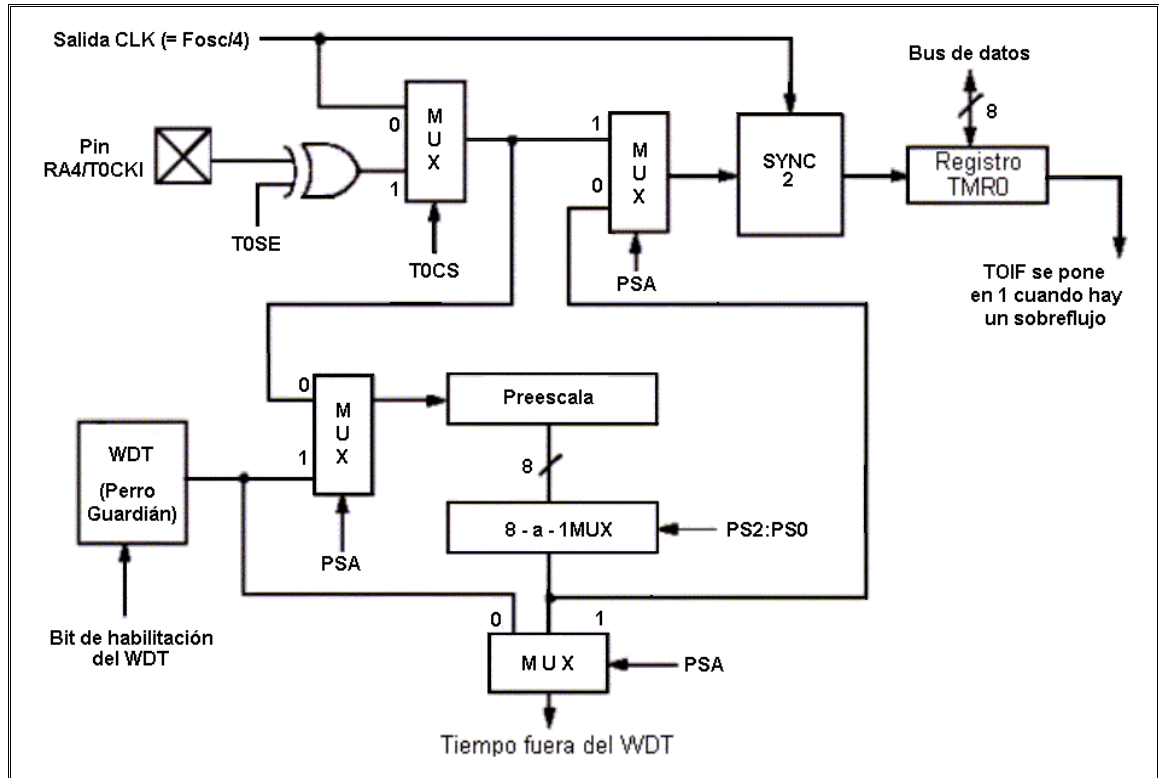 Salida CLK (= Fosc/4)
Bus de datos
8
Pin
RA4/T0CKI
0
1
M
U
X
1
0
M
U
X
SYNC
2
Registro
TMR0
T0SE
T0CS
PSA
TOIF se pone
en 1 cuando hay
un sobreflujo
0
1
M
U
X
Preescala
WDT
(Perro
Guardián)
8
8 - a - 1MUX
PS2:PS0
PSA
Bit de habilitación
del WDT
0
1
M U X
PSA
Tiempo fuera del WDT